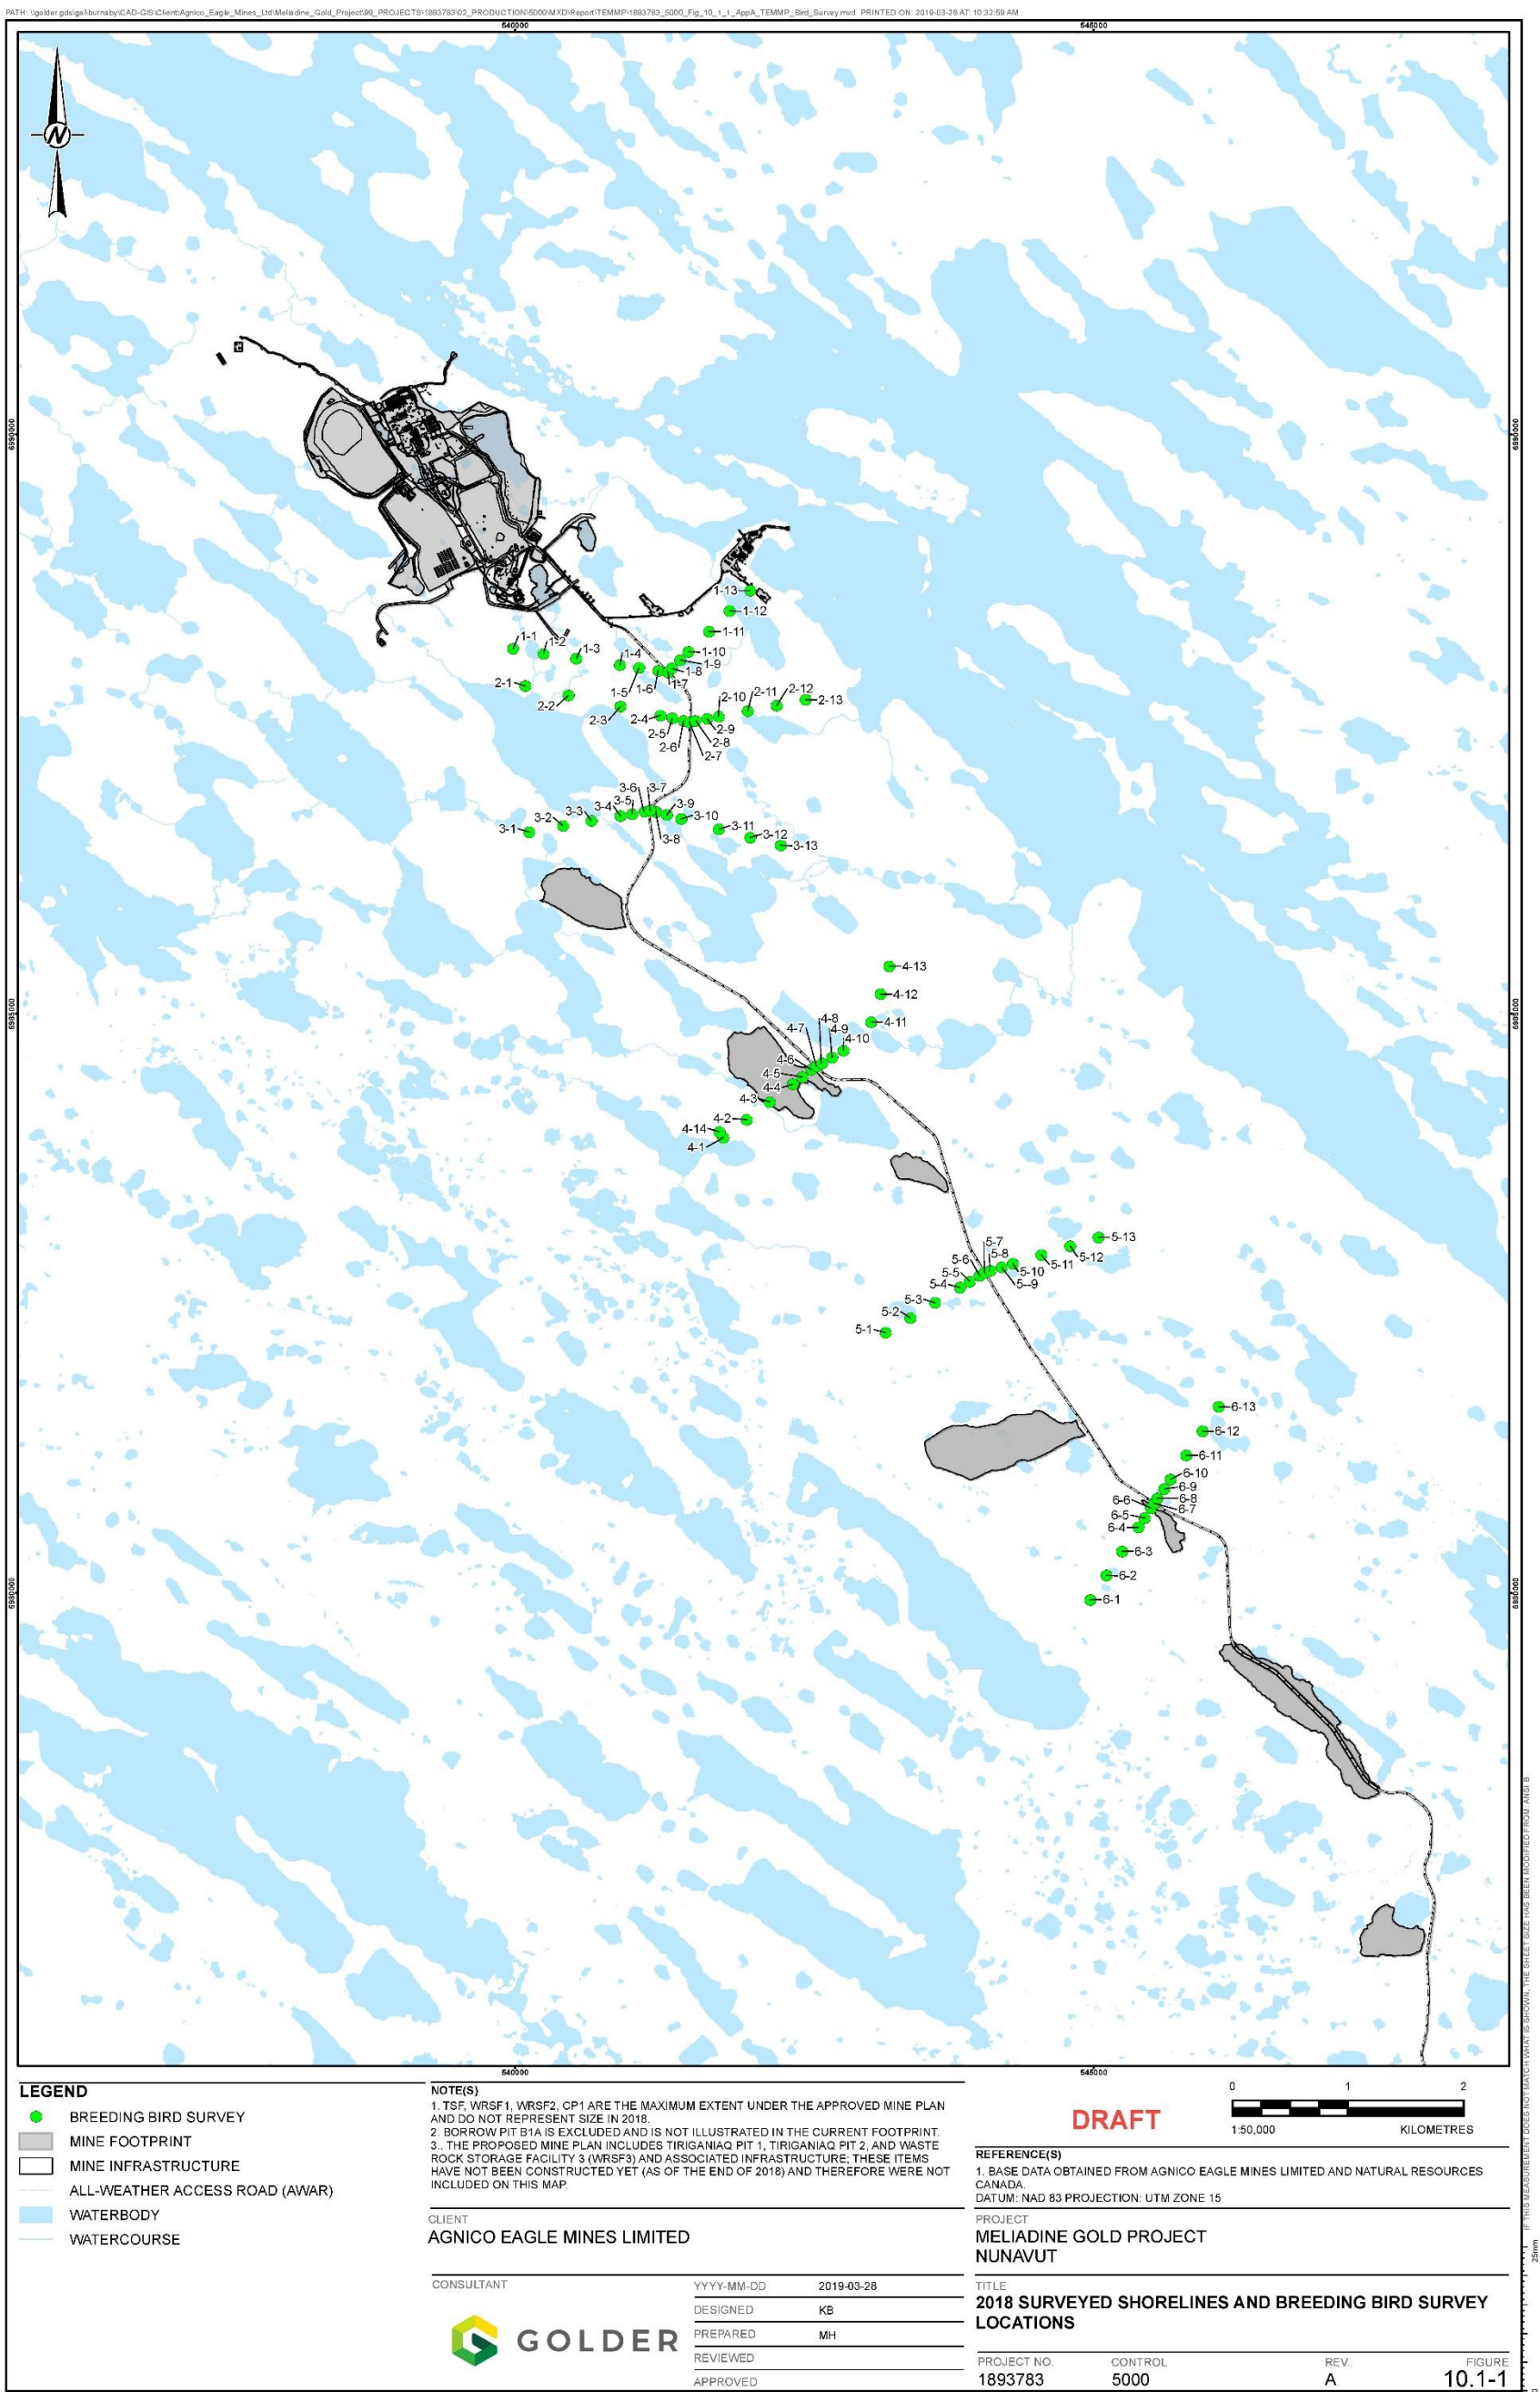 PATH: \\golder.gds\gal\burnaby\CAD-GIS\Client\Agnico_Eagle_Mines_Ltd\Meliadine_Gold_Project\99_PROJECTS\1893783\02_PRODUCTION\5000\MXD\Report\TEMMP\1893783_5000_Fig_10_1_1_AppA_TEMMP_Bird_Survey.mxd PRINTED ON: 2019-03-28 AT: 10:32:59 AM
540000
545000
N
6990000
6990000
1-13
1-12
1-11
1-1
1-2
1-3
1-4
1-10
1-9
1-8
1-7
1-6
1-5
2-1
2-2
2-3
2-4
2-5
2-6
2-7
2-8
2-9
2-10
2-11
2-12
2-13
3-6
3-7
3-5
3-4
3-3
3-2
3-1
3-9
3-10
3-8
3-11
3-12
3-13
4-13
4-12
4-11
6985000
6985000
4-8
4-7
4-9
4-10
4-6
4-5
4-4
4-3
4-2
4-14
4-1
5-13
5-7
5-8
5-6
5-12
5-11
5-10
5-5
5-4
5--9
5-3
5-2
5-1
6-13
6-12
6-11
6-10
6-9
6-8
6-6
6-7
6-5
6-4
6-3
6-2
6-1
6980000
6980000
540000
545000
LEGEND
BREEDING BIRD SURVEY
MINE FOOTPRINT
MINE INFRASTRUCTURE
ALL-WEATHER ACCESS ROAD (AWAR)
WATERBODY
WATERCOURSE
NOTE(S)
1. TSF, WRSF1, WRSF2, CP1 ARE THE MAXIMUM EXTENT UNDER THE APPROVED MINE PLAN
AND DO NOT REPRESENT SIZE IN 2018.
2. BORROW PIT B1A IS EXCLUDED AND IS NOT ILLUSTRATED IN THE CURRENT FOOTPRINT.
3.. THE PROPOSED MINE PLAN INCLUDES TIRIGANIAQ PIT 1, TIRIGANIAQ PIT 2, AND WASTE
ROCK STORAGE FACILITY 3 (WRSF3) AND ASSOCIATED INFRASTRUCTURE; THESE ITEMS
HAVE NOT BEEN CONSTRUCTED YET (AS OF THE END OF 2018) AND THEREFORE WERE NOT
INCLUDED ON THIS MAP.
DRAFT
0 1 2
1:50,000 KILOMETRES
REFERENCE(S)
1. BASE DATA OBTAINED FROM AGNICO EAGLE MINES LIMITED AND NATURAL RESOURCES
CANADA.
DATUM: NAD 83 PROJECTION: UTM ZONE 15
CLIENT
AGNICO EAGLE MINES LIMITED
PROJECT
MELIADINE GOLD PROJECT
NUNAVUT
CONSULTANT
GOLDER
YYYY-MM-DD 2019-03-28
DESIGNED KB
PREPARED MH
REVIEWED
APPROVED
TITLE
2018 SURVEYED SHORELINES AND BREEDING BIRD SURVEY
LOCATIONS
PROJECT NO. CONTROL REV. FIGURE
1893783 5000 A 10.1-1
IF THIS MEASUREMENT DOES NOT MATCH WHAT IS SHOWN, THE SHEET SIZE HAS BEEN MODIFIED FROM: ANSI B
25mm
0